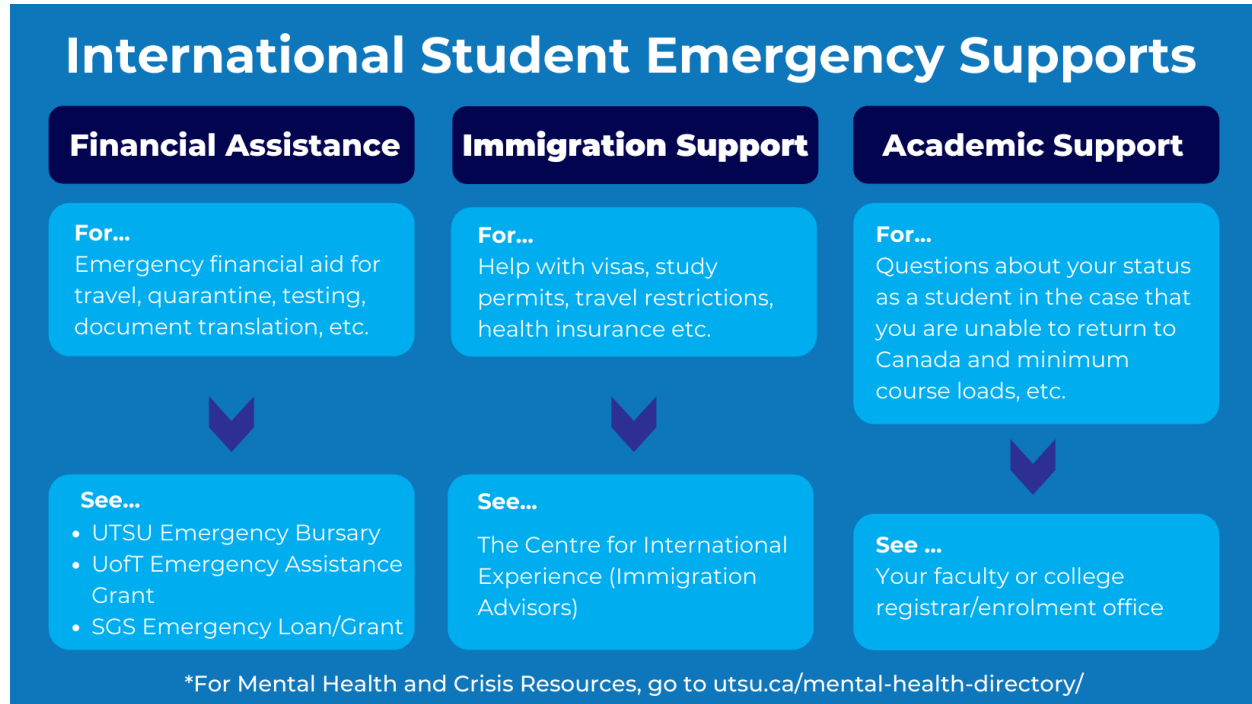 International Student Emergency Supports
Financial Assistance
For...
Emergency financial aid for
travel, quarantine, testing,
document translation, etc.
See...
• UTSU Emergency Bursary
• UofT Emergency Assistance
Grant
• SGS Emergency Loan/Grant
Immigration Support
For...
Help with visas, study
permits, travel restrictions,
health insurance etc.
See...
The Centre for International
Experience (Immigration
Advisors)
Academic Support
For...
Questions about your status
as a student in the case that
you are unable to return to
Canada and minimum
course loads, etc.
See ...
Your faculty or college
registrar/enrolment office
*For Mental Health and Crisis Resources, go to utsu.ca/mental-health-directory/